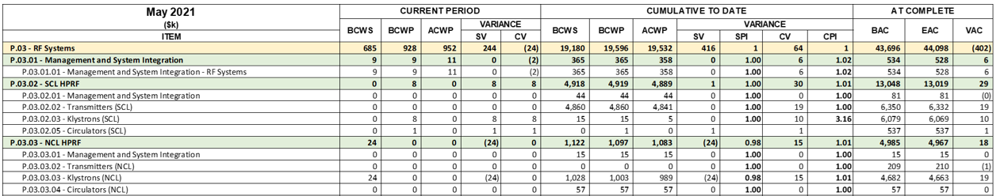 May 2021 CURRENT PERIOD CUMULATIVE TO DATE AT COMPLETE
($k) BCWS BCWP ACWP VARIANCE BCWS BCWP ACWP VARIANCE BAC EAC VAC
ITEM SV CV SV SPI CV CPI
P.03 - RF Systems 685 928 952 244 (24) 19,180 19,596 19,532 416 1 64 1 43,696 44,098 (402)
P.03.01 - Management and System Integration 9 9 11 0 (2) 365 365 358 0 1.00 6 1.02 534 528 6
P.03.01.01 - Management and System Integration - RF Systems 9 9 11 0 (2) 365 365 358 0 1.00 6 1.02 534 528 6
P.03.02 - SCL HPRF 0 8 0 8 8 4,918 4,919 4,889 1 1.00 30 1.01 13,048 13,019 29
P.03.02.01 - Management and System Integration 0 0 0 0 0 44 44 44 0 1.00 0 1.00 81 81 (0)
P.03.02.02 - Transmitters (SCL) 0 0 0 0 0 4,860 4,860 4,841 0 1.00 19 1.00 6,350 6,332 19
P.03.02.03 - Klystrons (SCL) 0 8 0 8 8 15 15 5 0 1.00 10 3.16 6,079 6,069 10
P.03.02.05 - Circulators (SCL) 0 1 0 1 1 0 1 0 1 1 537 537 1
P.03.03 - NCL HPRF 24 0 0 (24) 0 1,122 1,097 1,083 (24) 0.98 15 1.01 4,985 4,967 18
P.03.03.01 - Management and System Integration 0 0 0 0 0 15 15 15 0 1.00 0 1.00 15 15 0
P.03.03.02 - Transmitters (NCL) 0 0 0 0 0 0 0 0 0 1.00 0 1.00 209 210 (1)
P.03.03.03 - Klystrons (NCL) 24 0 0 (24) 0 1,028 1,003 989 (24) 0.98 15 1.01 4,682 4,663 19
P.03.03.04 - Circulators (NCL) 0 0 0 0 0 57 57 57 0 1.00 0 1.00 57 57 0